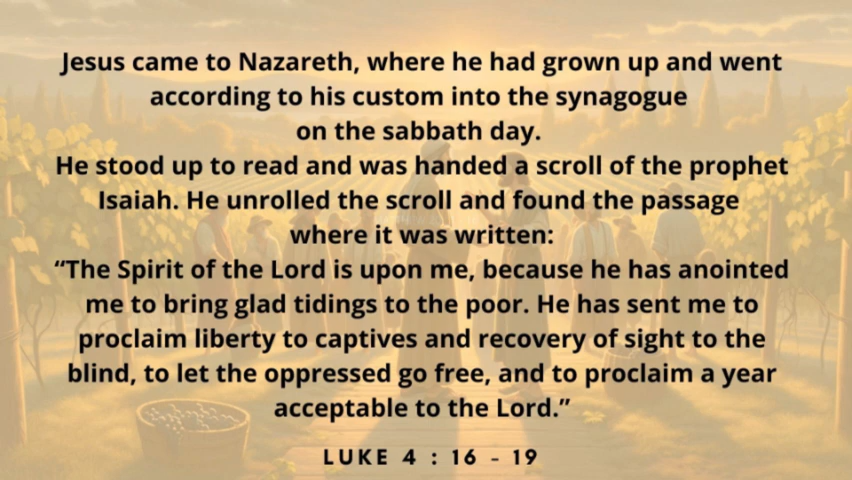 Jesus came to Nazareth, where he had grown up and went
according to his custom into the synagogue
on the sabbath day.
He stood up to read and was handed a scroll of the prophet
Isaiah. He unrolled the scroll and found the passage
where it was written:
“The Spirit of the Lord is upon me, because he has anointed
me to bring glad tidings to the poor. He has sent me to
proclaim liberty to captives and recovery of sight to the
blind, to let the oppressed go free, and to proclaim a year
acceptable to the Lord.”
LUKE 4 : 16 - 19